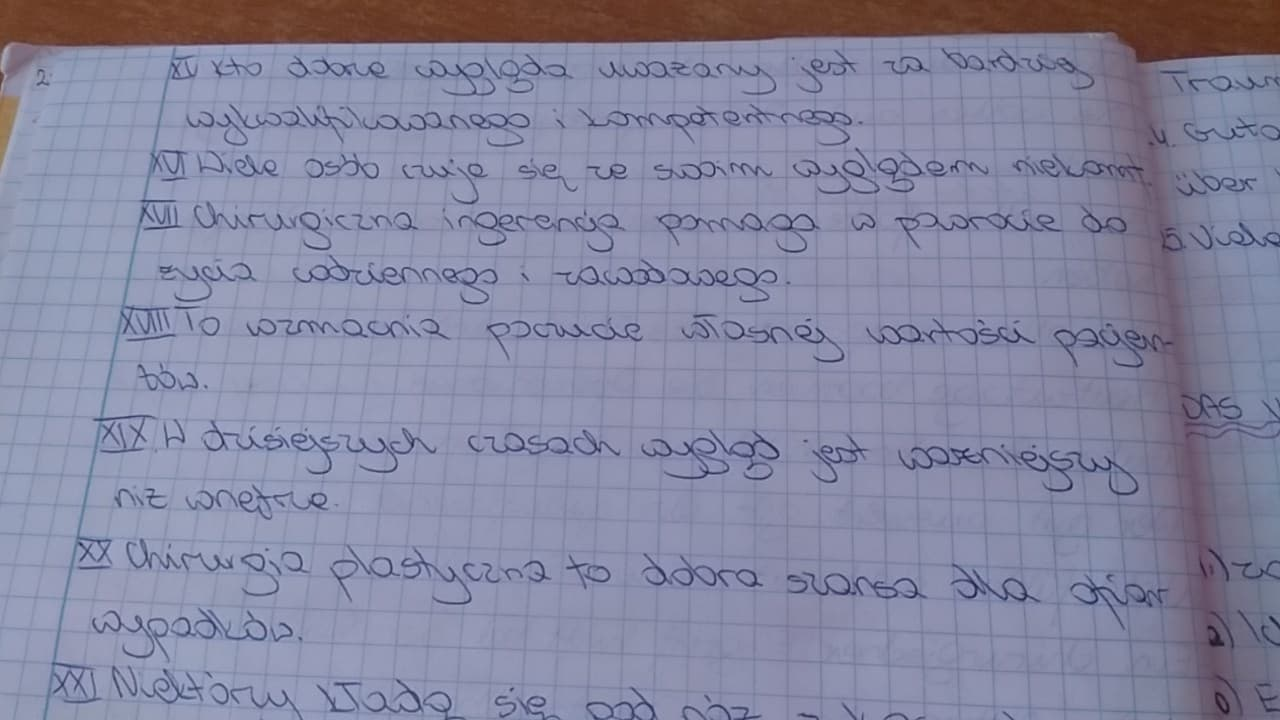 2.
XV Kto dobrze wygląda uważany jest za bardziej
wykwalifikowanego i kompetentnego.
XVI Wiele osób czuje się ze swoim wyglądem niekomfort.
XVII Chirurgiczna ingerencja pomaga w powrocie do
życia codziennego i zawodowego.
XVIII To wzmacnia poczucie własnej wartości pacjen-
tów.
XIX W dzisiejszych czasach wygląd jest ważniejszy
niż wnętrze.
XX Chirurgia plastyczna to dobra szansa dla ofiar
wypadków.
XXI Niektórzy kładą się pod nóż
4.
über
5. Viele
DAS
1.)
2)